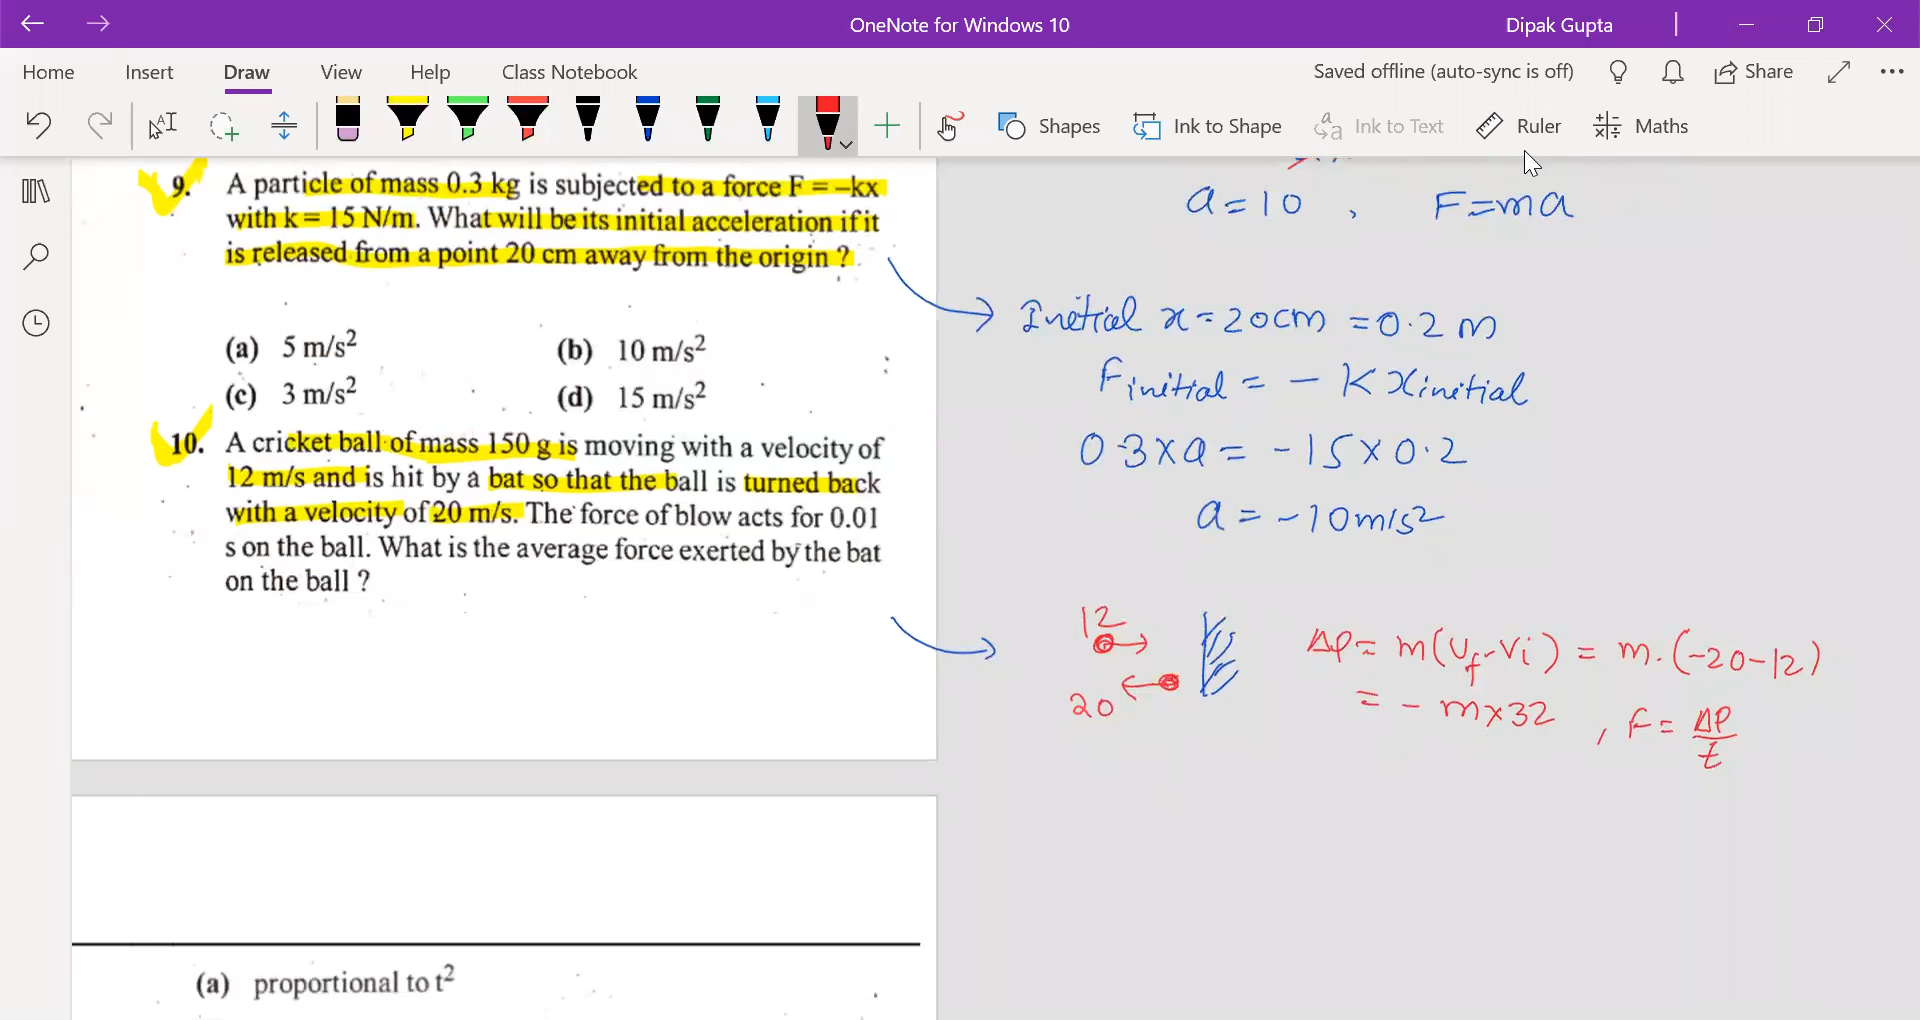 OneNote for Windows 10
Dipak Gupta
Home Insert Draw View Help Class Notebook
Saved offline (auto-sync is off) Share
Shapes Ink to Shape Ink to Text Ruler Maths
9. A particle of mass 0.3 kg is subjected to a force F = –kx
with k = 15 N/m. What will be its initial acceleration if it
is released from a point 20 cm away from the origin ?
(a) 5 m/s² (b) 10 m/s²
(c) 3 m/s² (d) 15 m/s²
10. A cricket ball of mass 150 g is moving with a velocity of
12 m/s and is hit by a bat so that the ball is turned back
with a velocity of 20 m/s. The force of blow acts for 0.01
s on the ball. What is the average force exerted by the bat
on the ball ?
(a) proportional to t²
a = 10 , F = ma
Initial x = 20cm = 0.2 m
F initial = - K x initial
0.3 x a = - 15 x 0.2
a = - 10 m/s²
12
20
Δp = m(Vf - Vi) = m. (-20-12)
= - m x 32 , F = ΔP/t